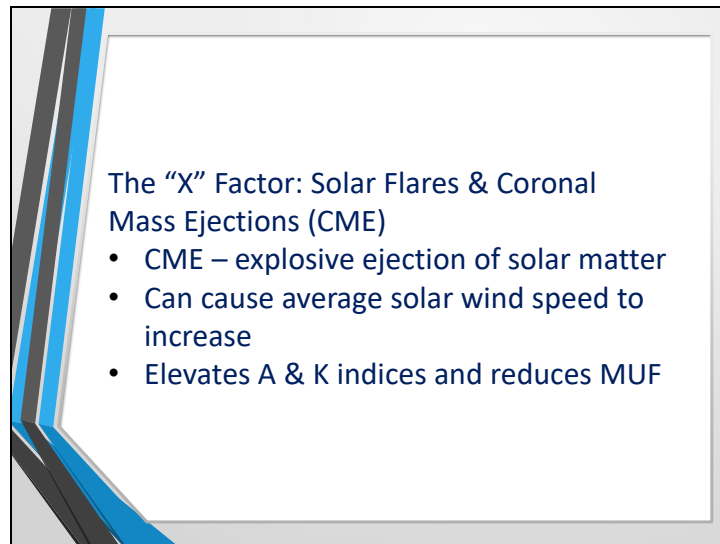 The “X” Factor: Solar Flares & Coronal
Mass Ejections (CME)
• CME – explosive ejection of solar matter
• Can cause average solar wind speed to
increase
• Elevates A & K indices and reduces MUF